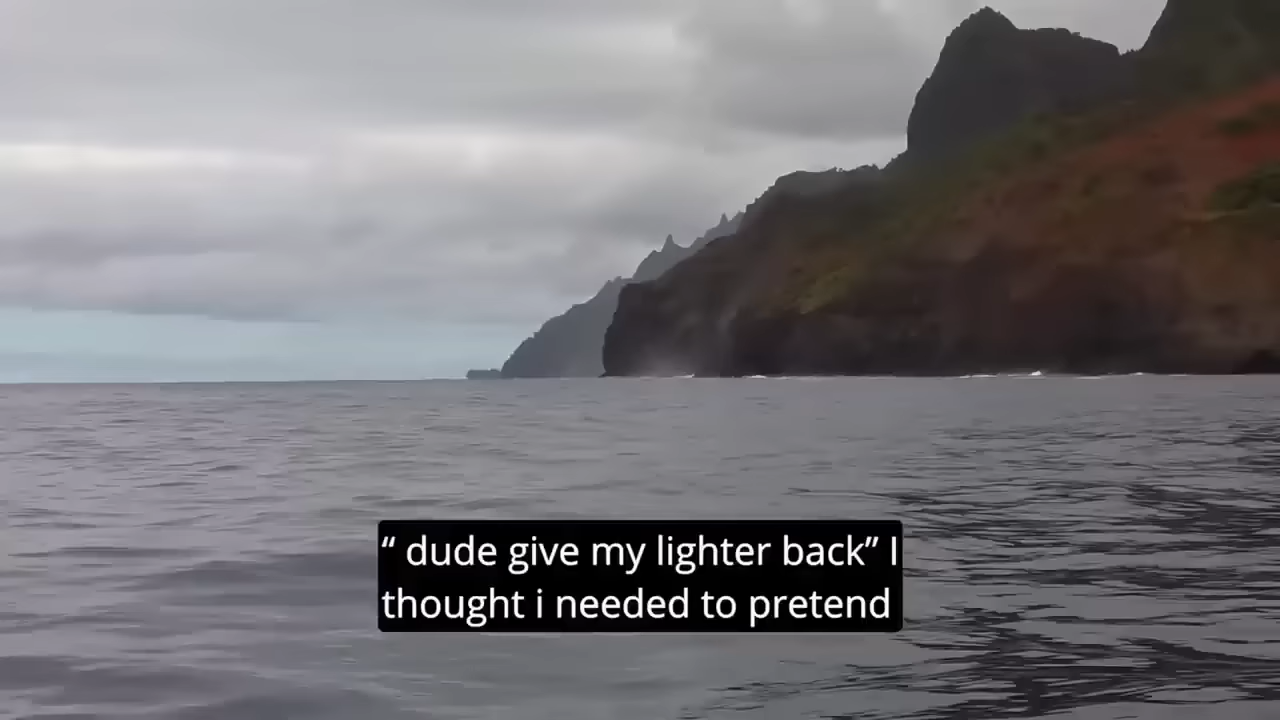 “ dude give my lighter back” I
thought i needed to pretend